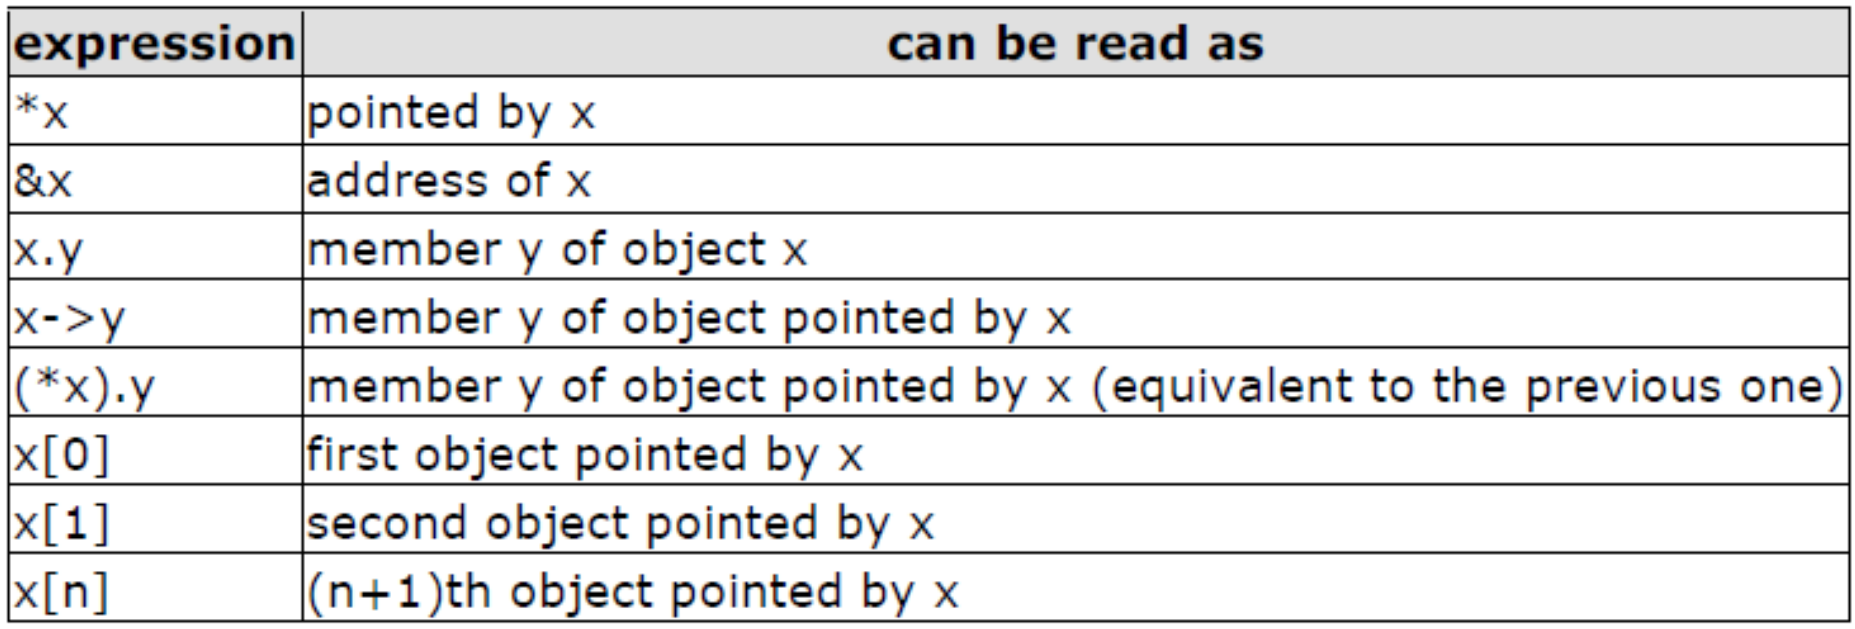 expression can be read as
*x pointed by x
&x address of x
x.y member y of object x
x->y member y of object pointed by x
(*x).y member y of object pointed by x (equivalent to the previous one)
x[0] first object pointed by x
x[1] second object pointed by x
x[n] (n+1)th object pointed by x